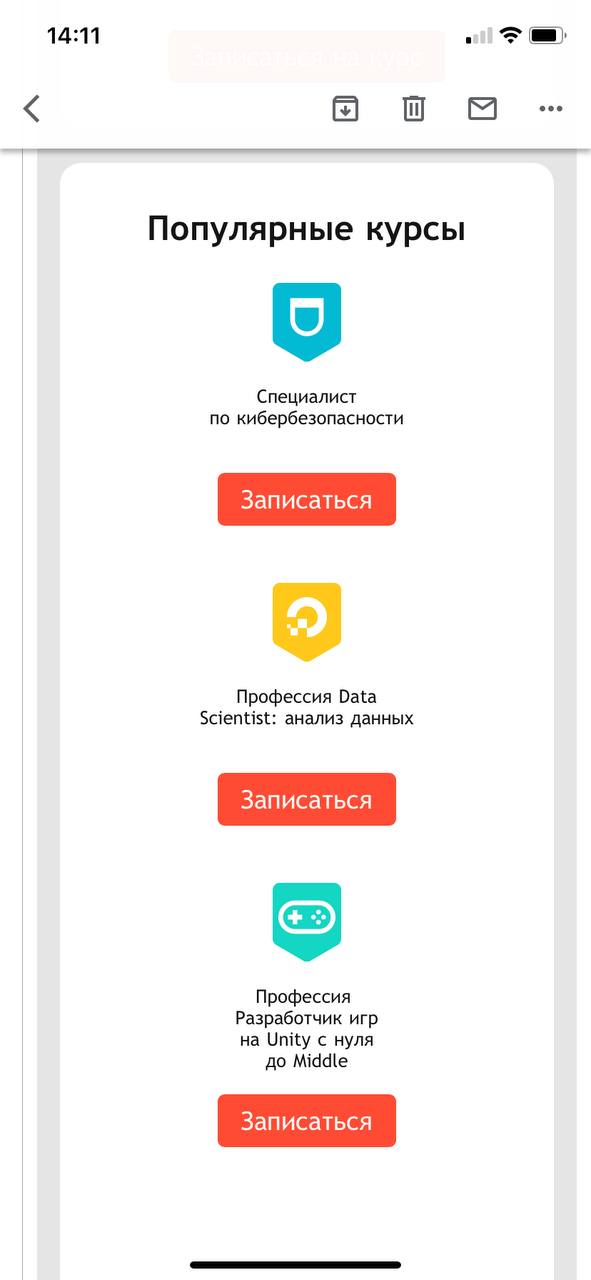 14:11
Записаться на курс
Популярные курсы
Специалист
по кибербезопасности
Записаться
Профессия Data
Scientist: анализ данных
Записаться
Профессия
Разработчик игр
на Unity с нуля
до Middle
Записаться